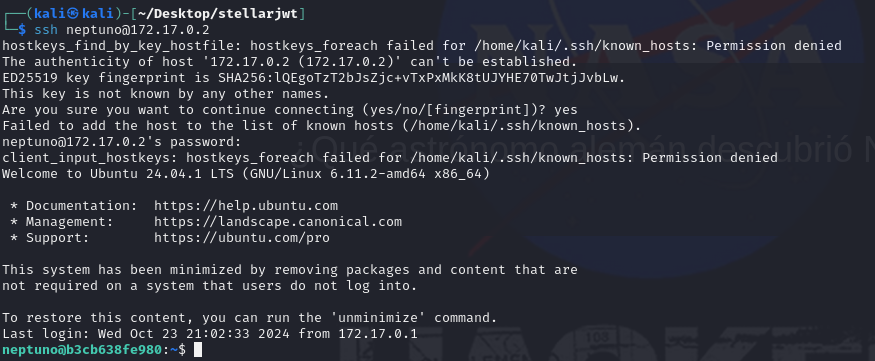 ┌──(kali㉿kali)-[~/Desktop/stellarjwt]
└─$ ssh neptuno@172.17.0.2
hostkeys_find_by_key_hostfile: hostkeys_foreach failed for /home/kali/.ssh/known_hosts: Permission denied
The authenticity of host '172.17.0.2 (172.17.0.2)' can't be established.
ED25519 key fingerprint is SHA256:lQEgoTzT2bJsZjc+vTxPxMkK8tUJYHE70TwJtjJvbLw.
This key is not known by any other names.
Are you sure you want to continue connecting (yes/no/[fingerprint])? yes
Failed to add the host to the list of known hosts (/home/kali/.ssh/known_hosts).
neptuno@172.17.0.2's password:
¿Qué astrónomo alemán descubrió N
client_input_hostkeys: hostkeys_foreach failed for /home/kali/.ssh/known_hosts: Permission denied
Welcome to Ubuntu 24.04.1 LTS (GNU/Linux 6.11.2-amd64 x86_64)

 * Documentation:  https://help.ubuntu.com
 * Management:     https://landscape.canonical.com
 * Support:        https://ubuntu.com/pro

This system has been minimized by removing packages and content that are
not required on a system that users do not log into.

To restore this content, you can run the 'unminimize' command.
Last login: Wed Oct 23 21:02:33 2024 from 172.17.0.1
neptuno@b3cb638fe980:~$